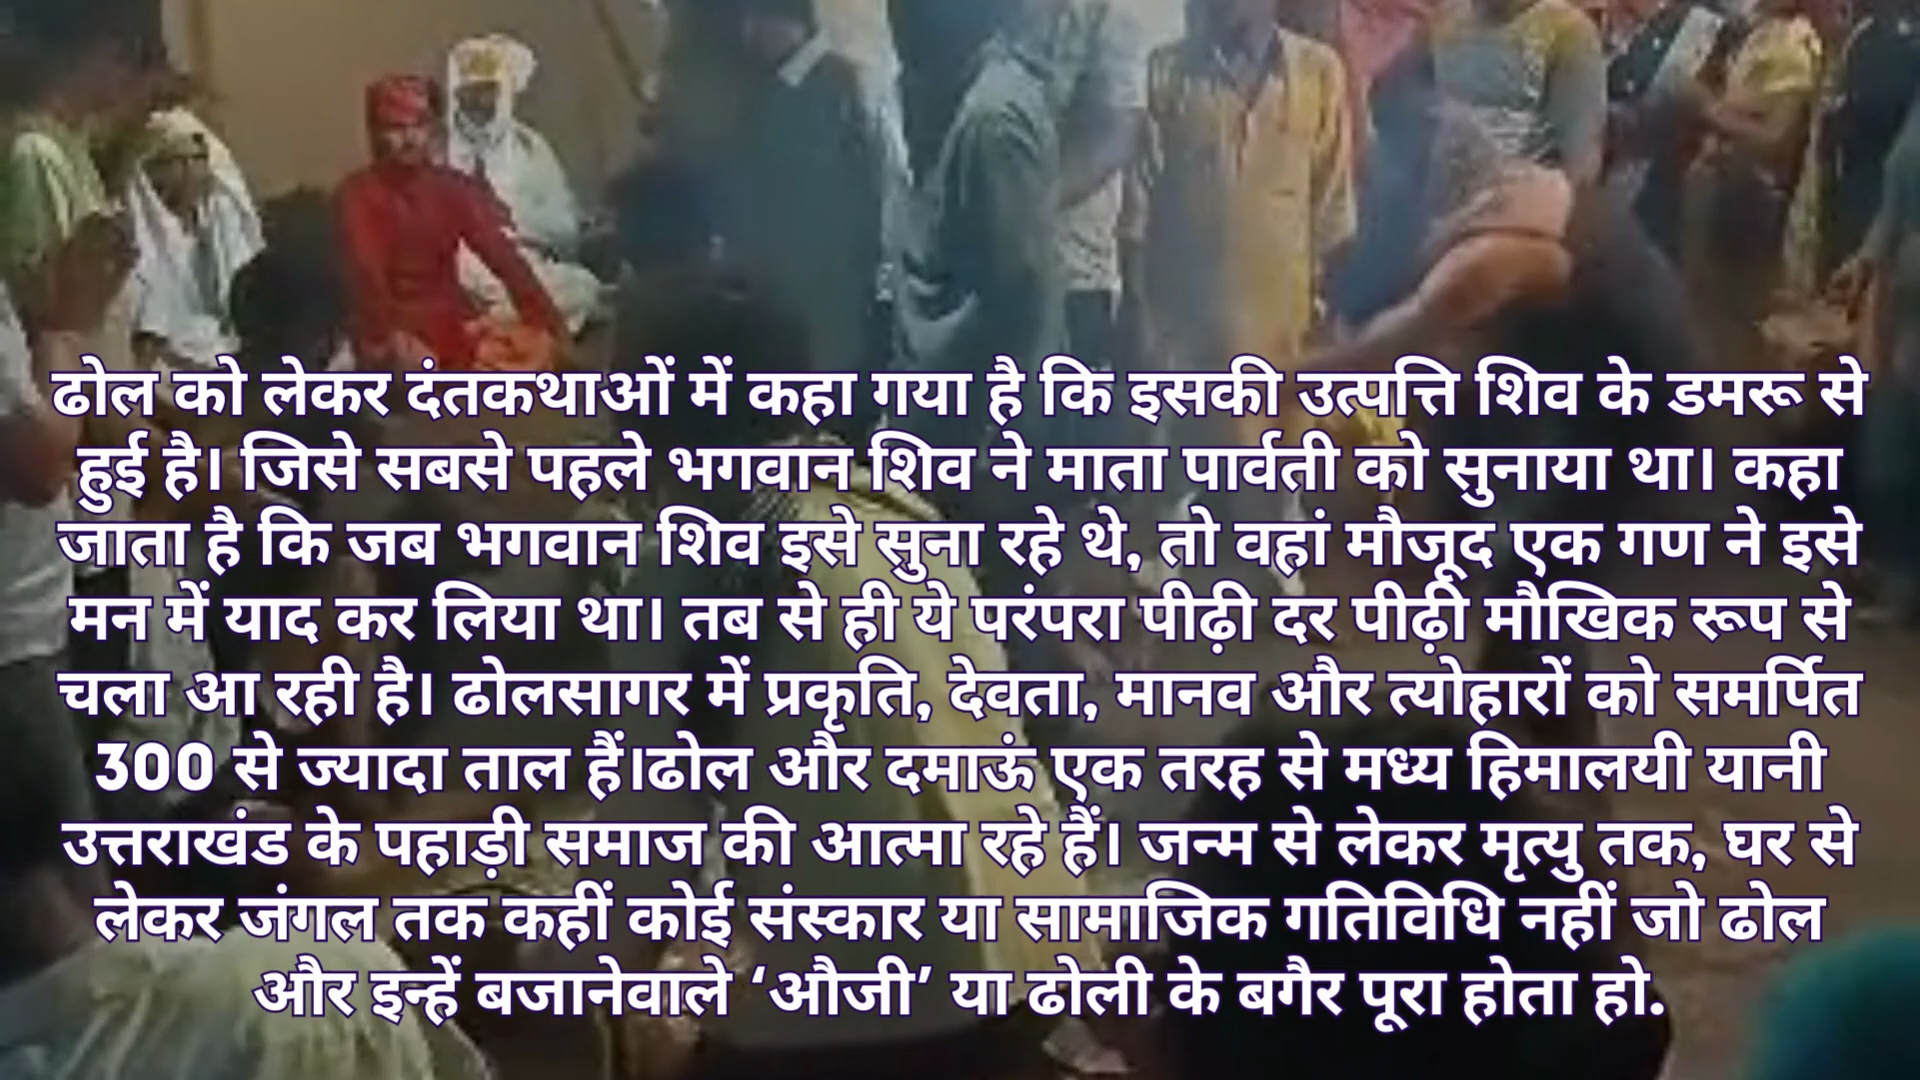 ढोल को लेकर दंतकथाओं में कहा गया है कि इसकी उत्पत्ति शिव के डमरू से
हुई है। जिसे सबसे पहले भगवान शिव ने माता पार्वती को सुनाया था। कहा
जाता है कि जब भगवान शिव इसे सुना रहे थे, तो वहां मौजूद एक गण ने इसे
मन में याद कर लिया था। तब से ही ये परंपरा पीढ़ी दर पीढ़ी मौखिक रूप से
चला आ रही है। ढोलसागर में प्रकृति, देवता, मानव और त्योहारों को समर्पित
300 से ज्यादा ताल हैं।ढोल और दमाऊं एक तरह से मध्य हिमालयी यानी
उत्तराखंड के पहाड़ी समाज की आत्मा रहे हैं। जन्म से लेकर मृत्यु तक, घर से
लेकर जंगल तक कहीं कोई संस्कार या सामाजिक गतिविधि नहीं जो ढोल
और इन्हें बजानेवाले ‘औजी’ या ढोली के बगैर पूरा होता हो.